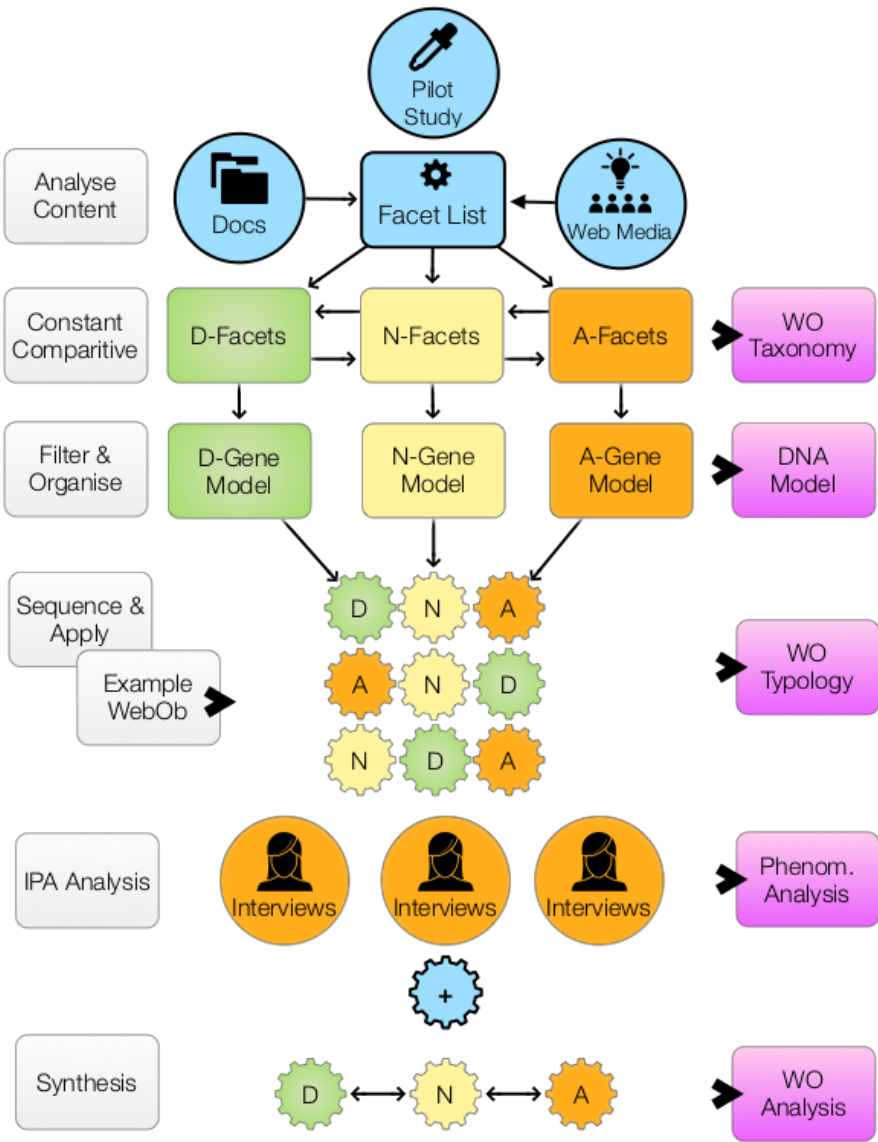 Pilot
Study
Analyse
Content
Docs
Facet List
Web Media
Constant
Comparitive
D-Facets
N-Facets
A-Facets
WO
Taxonomy
Filter &
Organise
D-Gene
Model
N-Gene
Model
A-Gene
Model
DNA
Model
Sequence &
Apply
Example
WebOb
D
N
A
A
N
D
N
D
A
WO
Typology
IPA Analysis
Interviews
Interviews
Interviews
Phenom.
Analysis
+
Synthesis
D
N
A
WO
Analysis